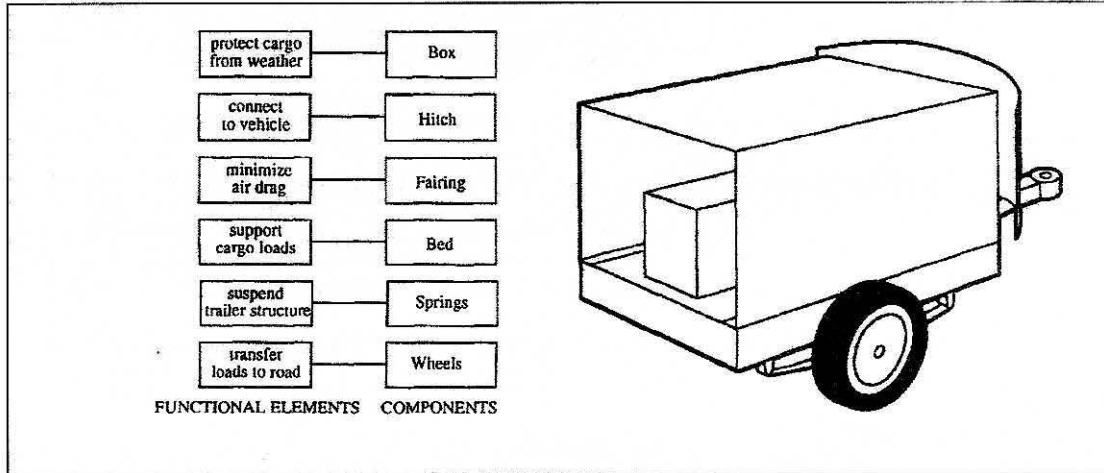 protect cargo
from weather
Box
connect
to vehicle
Hitch
minimize
air drag
Fairing
support
cargo loads
Bed
suspend
trailer structure
Springs
transfer
loads to road
Wheels
FUNCTIONAL ELEMENTS COMPONENTS